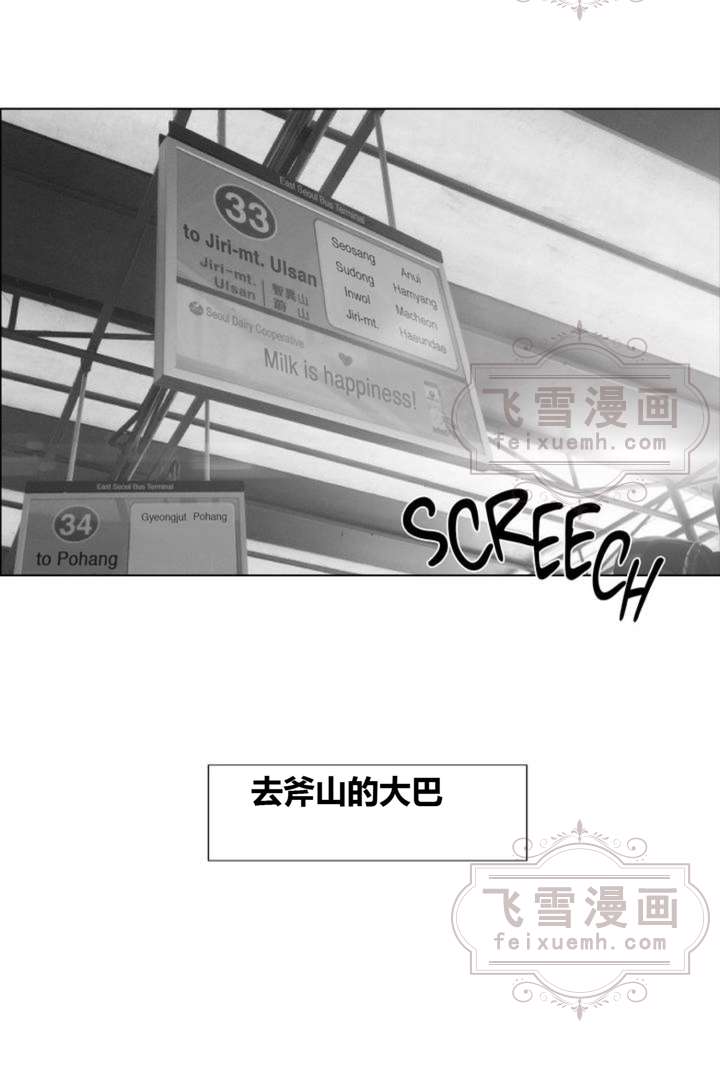 East Seoul Bus Terminal
33
to Jiri-mt. Ulsan
Jiri-mt. 智異山
Ulsan 蔚山
Seosang Anui
Sudong Hamyang
Inwol Macheon
Jiri-mt. Haeundae
Seoul Dairy Cooperative
Milk is happiness!
飞雪漫画
feixuemh.com
East Seoul Bus Terminal
34
to Pohang
Gyeongjut Pohang
SCREECH
去斧山的大巴
飞雪漫画
feixuemh.com